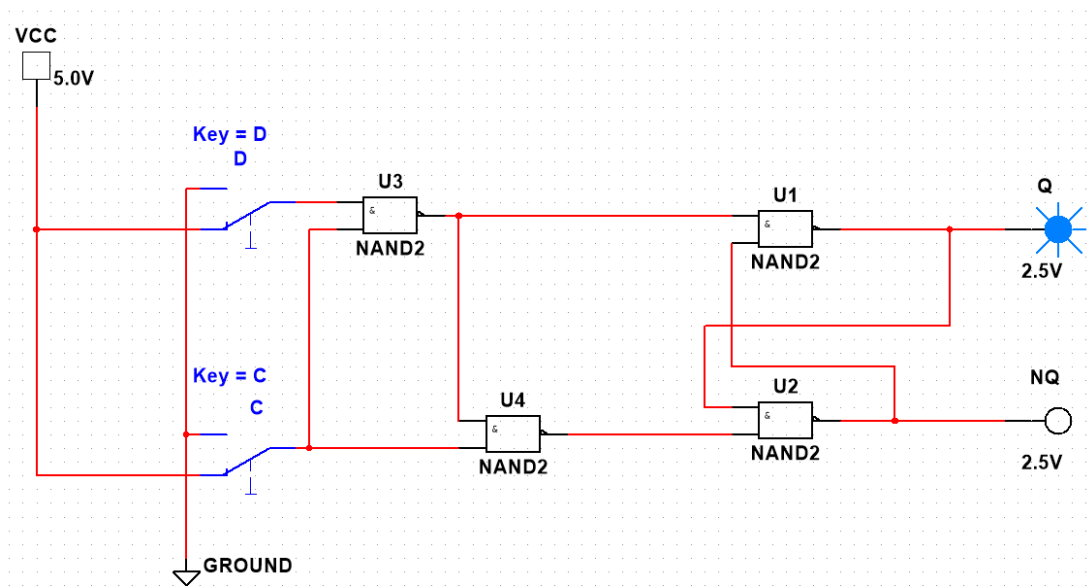 VCC
5.0V
Key = D
D
U3
&
NAND2
U1
&
NAND2
Q
2.5V
Key = C
C
U4
&
NAND2
U2
&
NAND2
NQ
2.5V
GROUND